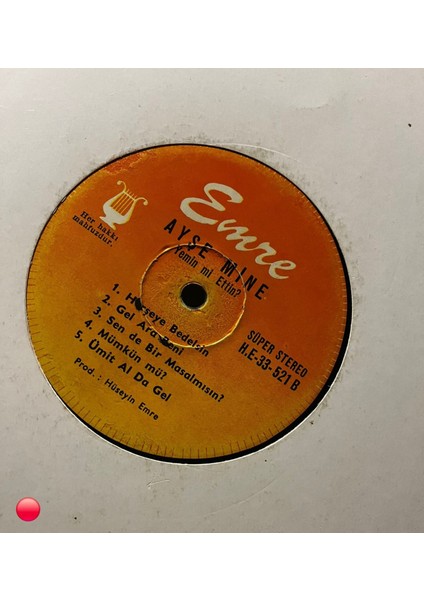 Emre
Her hakkı
mahfuzdur.
AYŞE MİNE
Yemin mi Ettin?
SÜPER STEREO
H.E-33-521 B
1. Herşeye Bedelsin
2. Gel Ara Beni
3. Sen de Bir Masalmısın?
4. Mümkün mü?
5. Ümit Al Da Gel
Prod. : Hüseyin Emre